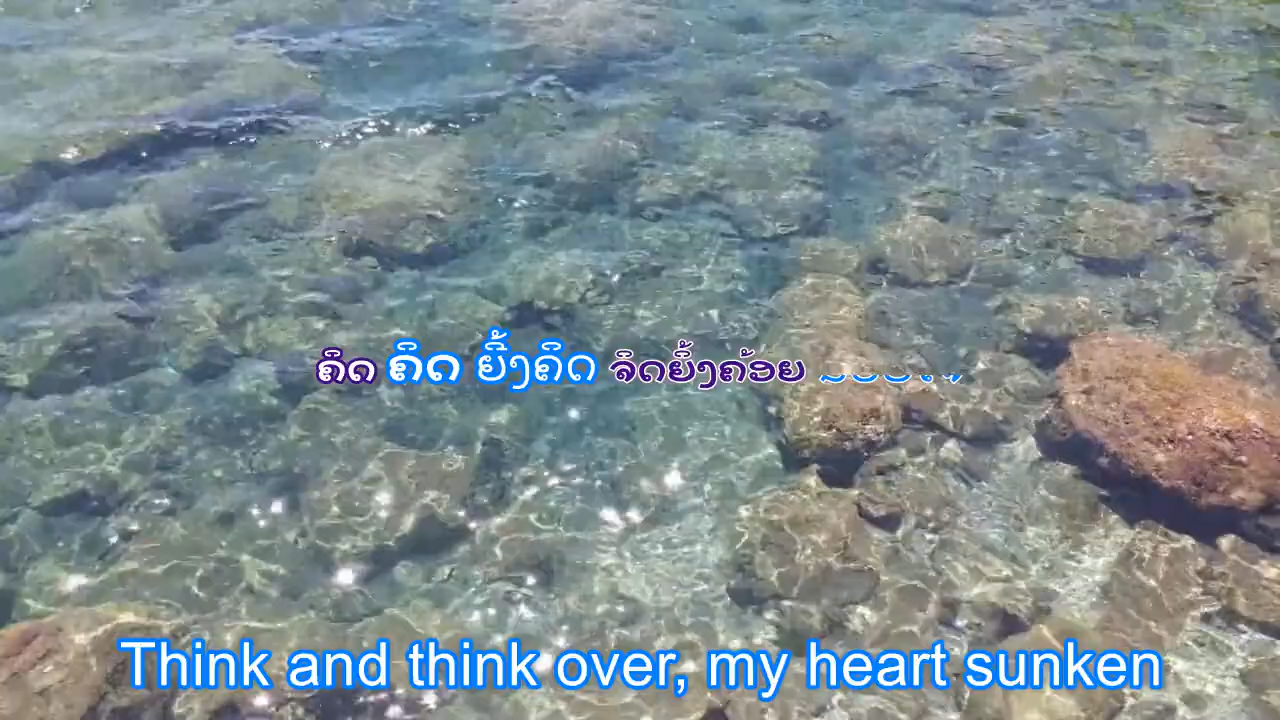 ຄິດ ຄິດ ຍິ້ງຄິດ ຈິດຍິ້ງຄ້ອຍ
Think and think over, my heart sunken